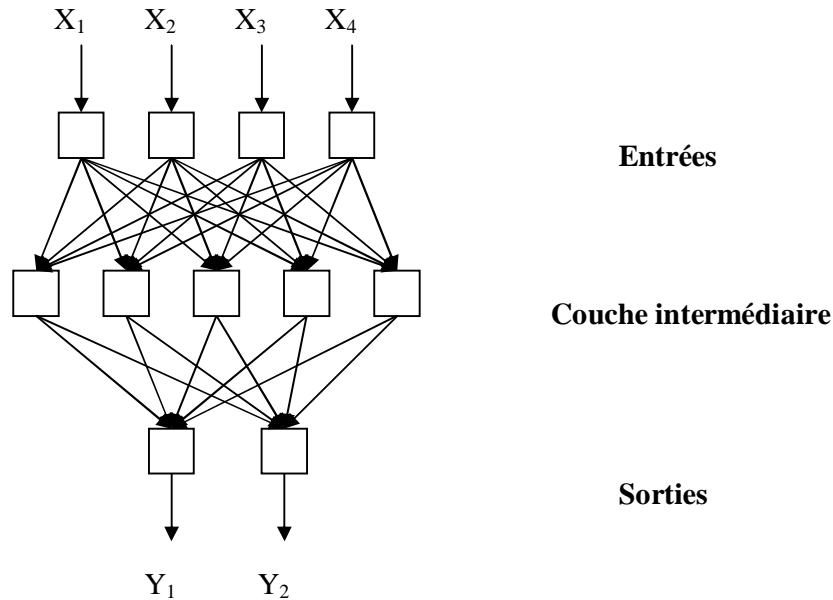 X₁ X₂ X₃ X₄
Entrées
Couche intermédiaire
Sorties
Y₁ Y₂